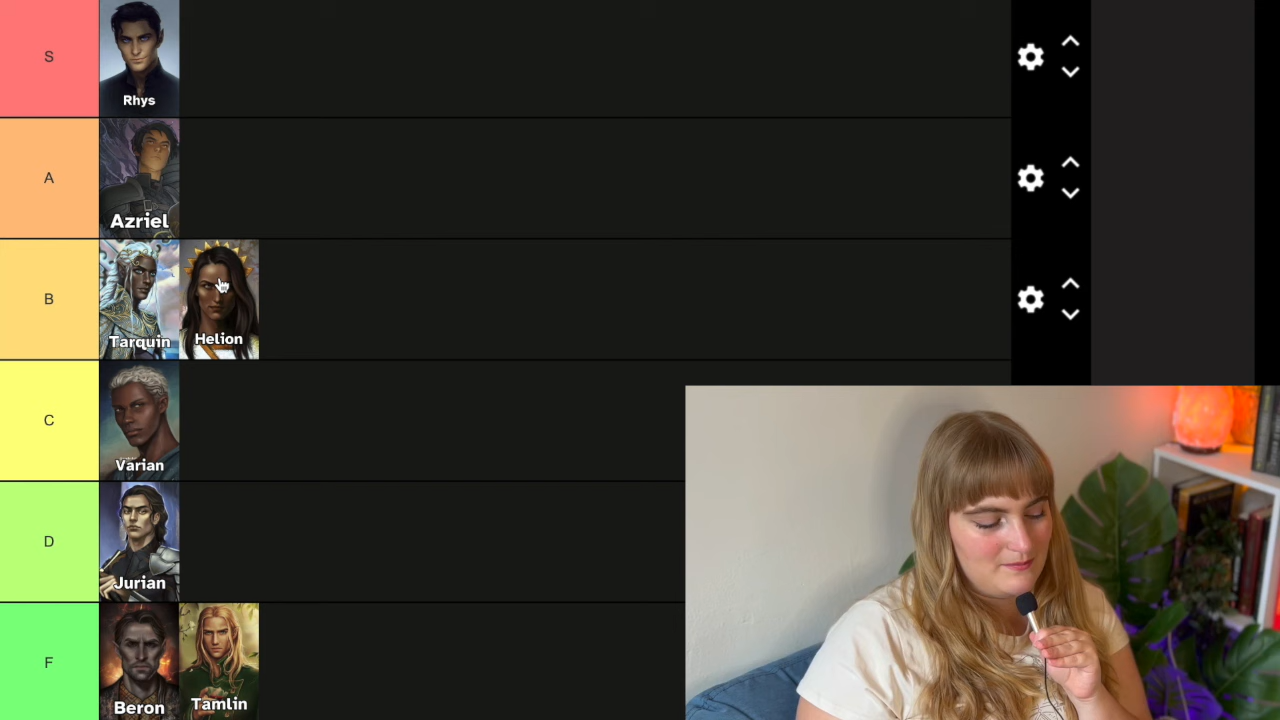 S
Rhys
A
Azriel
B
Tarquin
Helion
C
Varian
D
Jurian
F
Beron
Tamlin